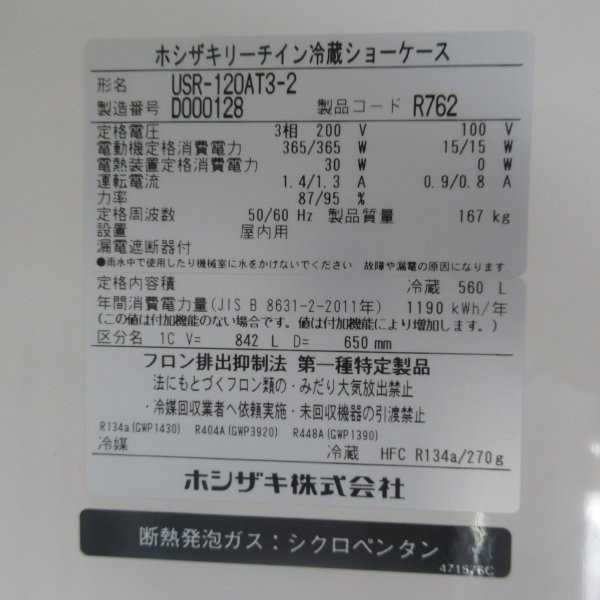 ホシザキリーチイン冷蔵ショーケース
形名 USR-120AT3-2
製造番号 D000128 製品コード R762
定格電圧 3相 200 V 100 V
電動機定格消費電力 365/365 W 15/15 W
電熱装置定格消費電力 30 W 0 W
運転電流 1.4/1.3 A 0.9/0.8 A
力率 87/95 %
定格周波数 50/60 Hz 製品質量 167 kg
設置 屋内用
漏電遮断器付
●雨水中で使用したり機械室に水をかけないでください 故障や漏電の原因になります
定格内容積 冷蔵 560 L
年間消費電力量(JIS B 8631-2-2011年) 1190 kWh/年
(この値は付加機能のない場合です。値は付加機能により増加します。)
区分名 1C V= 842 L D= 650 mm
フロン排出抑制法 第一種特定製品
法にもとづくフロン類の・みだり大気放出禁止
・冷媒回収業者へ依頼実施・未回収機器の引渡禁止
R134a(GWP1430) R404A(GWP3920) R448A(GWP1390)
冷媒 冷蔵 HFC R134a/270g
ホシザキ株式会社
断熱発泡ガス:シクロペンタン
471576C